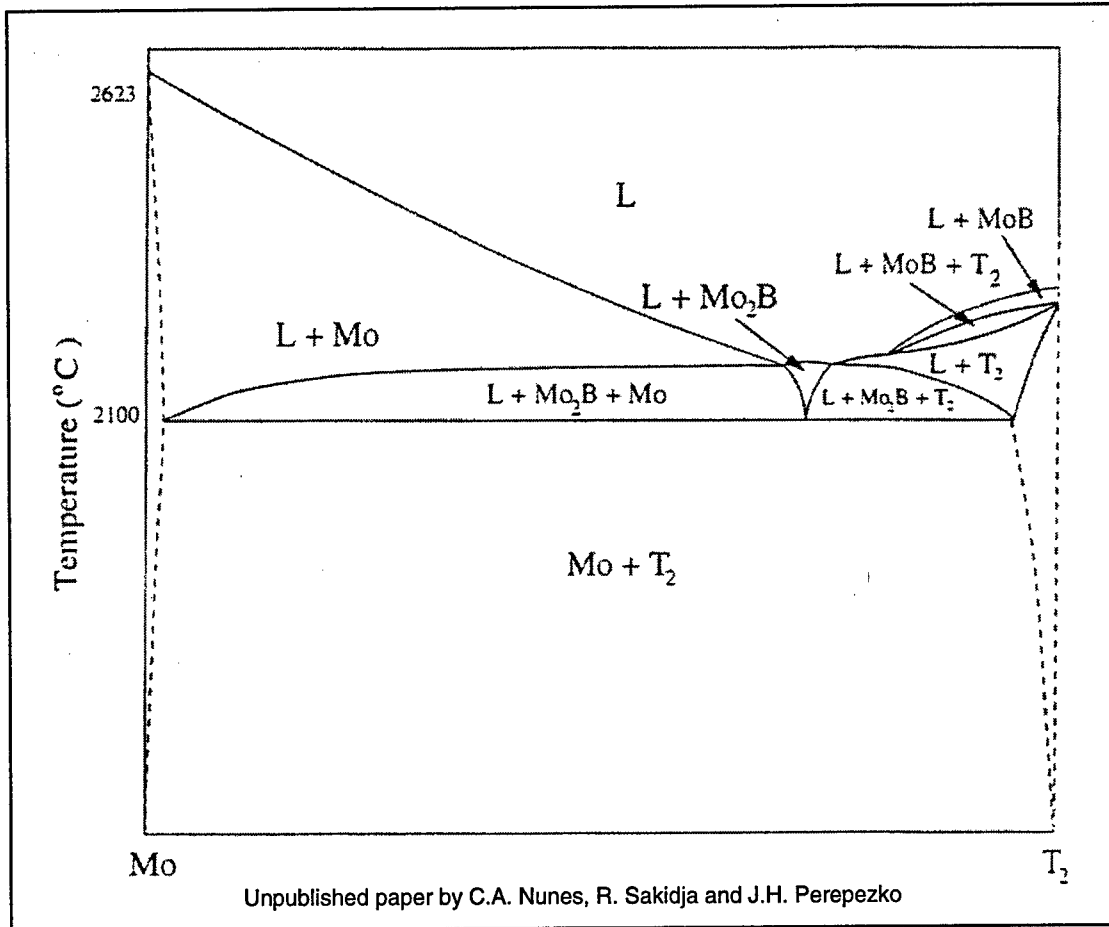 2623
L
L + MoB
L + MoB + T₂
L + Mo₂B
L + Mo
L + T₂
L + Mo₂B + Mo
L + Mo₂B + T₂
2100
Temperature (°C)
Mo + T₂
Mo
T₂
Unpublished paper by C.A. Nunes, R. Sakidja and J.H. Perepezko